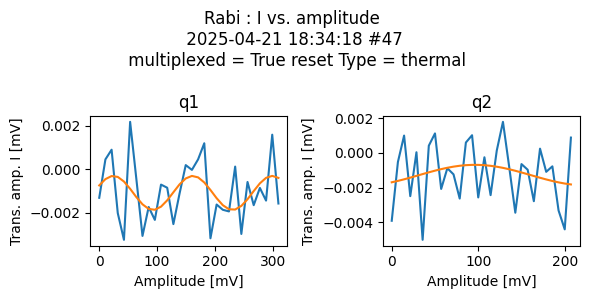 Rabi : I vs. amplitude
2025-04-21 18:34:18 #47
multiplexed = True reset Type = thermal
q1
q2
Trans. amp. I [mV]
0.002
0.000
−0.002
0
100
200
300
Amplitude [mV]
Trans. amp. I [mV]
0.002
0.000
−0.002
−0.004
0
100
200
Amplitude [mV]